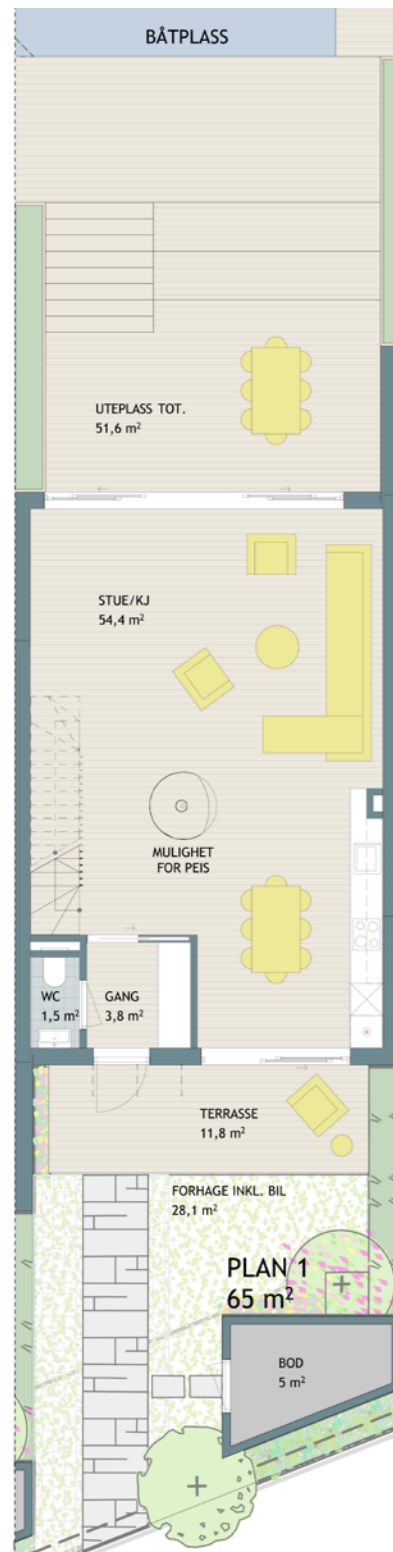 BÅTPLASS
UTEPLASS TOT.
51,6 m²
STUE/KJ
54,4 m²
MULIGHET
FOR PEIS
WC
1,5 m²
GANG
3,8 m²
TERRASSE
11,8 m²
FORHAGE INKL. BIL
28,1 m²
PLAN 1
65 m²
BOD
5 m²